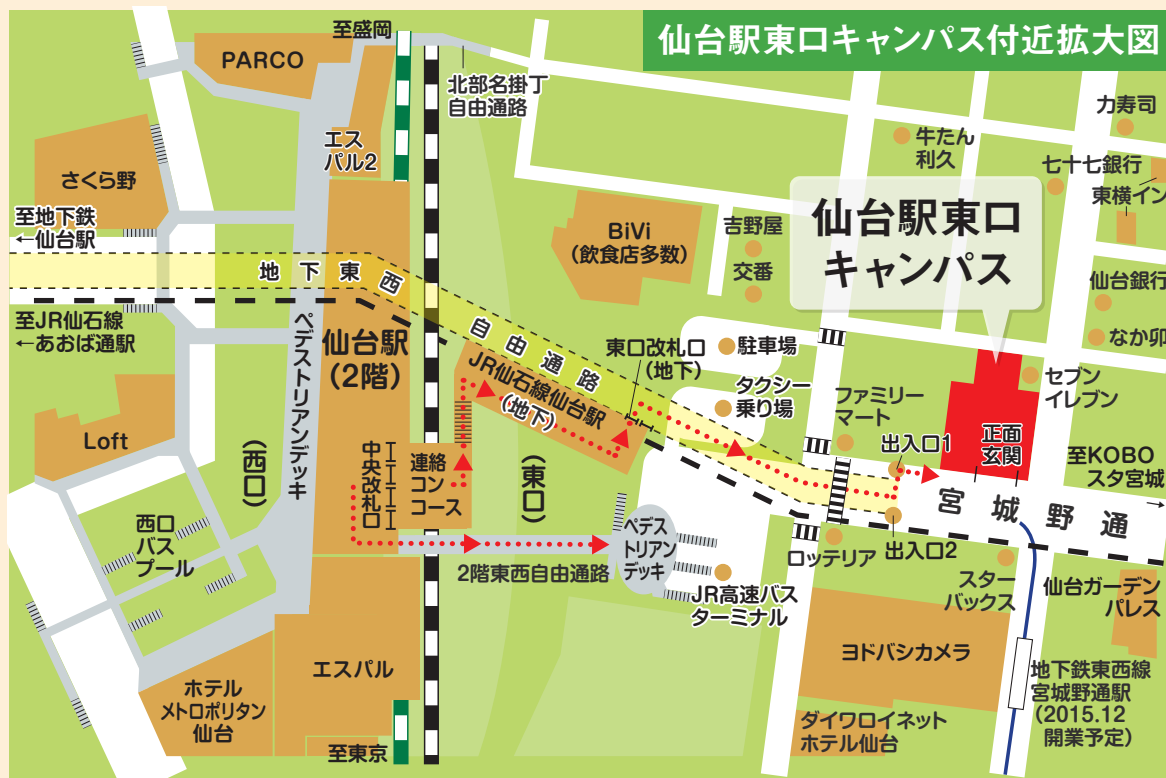 仙台駅東口キャンパス付近拡大図
至盛岡
PARCO
北部名掛丁
自由通路
エス
パル2
さくら野
至地下鉄
←仙台駅
地下東西
自由通路
至JR仙石線
←あおば通駅
ペデストリアンデッキ
仙台駅
(2階)
BiVi
(飲食店多数)
吉野屋
交番
牛たん
利久
力寿司
七十七銀行
東横イン
仙台駅東口
キャンパス
仙台銀行
なか卯
東口改札口
(地下)
駐車場
タクシー
乗り場
JR仙石線仙台駅
(地下)
ファミリー
マート
セブン
イレブン
出入口1
正面
玄関
至KOBO
スタ宮城
→
Loft
(西口)
中央改札口
連絡
コン
コース
(東口)
宮城野通
西口
バス
プール
ペデス
トリアン
デッキ
2階東西自由通路
ロッテリア
出入口2
スター
バックス
JR高速バス
ターミナル
仙台ガーデン
パレス
エスパル
ヨドバシカメラ
ホテル
メトロポリタン
仙台
地下鉄東西線
宮城野通駅
(2015.12
開業予定)
ダイワロイネット
ホテル仙台
至東京